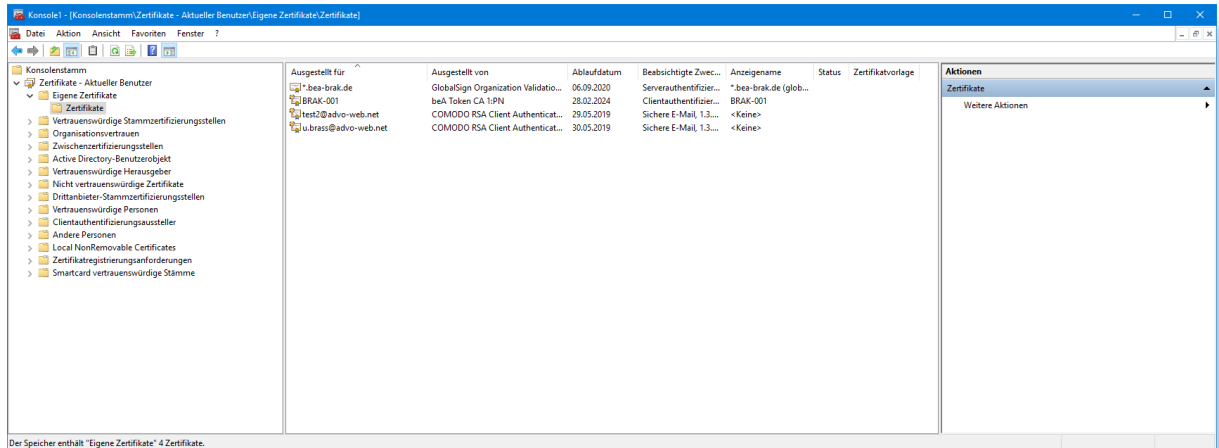 Konsole1 - [Konsolenstamm\Zertifikate - Aktueller Benutzer\Eigene Zertifikate\Zertifikate]
Datei Aktion Ansicht Favoriten Fenster ?
Konsolenstamm
Zertifikate - Aktueller Benutzer
Eigene Zertifikate
Zertifikate
Vertrauenswürdige Stammzertifizierungsstellen
Organisationsvertrauen
Zwischenzertifizierungsstellen
Active Directory-Benutzerobjekt
Vertrauenswürdige Herausgeber
Nicht vertrauenswürdige Zertifikate
Drittanbieter-Stammzertifizierungsstellen
Vertrauenswürdige Personen
Clientauthentifizierungsaussteller
Andere Personen
Local NonRemovable Certificates
Zertifikatregistrierungsanforderungen
Smartcard vertrauenswürdige Stämme
Ausgestellt für Ausgestellt von Ablaufdatum Beabsichtigte Zwec... Anzeigename Status Zertifikatvorlage
*.bea-brak.de GlobalSign Organization Validatio... 06.09.2020 Serverauthentifizier... *.bea-brak.de (glob...
BRAK-001 beA Token CA 1:PN 28.02.2024 Clientauthentifizier... BRAK-001
test2@advo-web.net COMODO RSA Client Authenticat... 29.05.2019 Sichere E-Mail, 1.3.... <Keine>
u.brass@advo-web.net COMODO RSA Client Authenticat... 30.05.2019 Sichere E-Mail, 1.3.... <Keine>
Aktionen
Zertifikate
Weitere Aktionen
Der Speicher enthält "Eigene Zertifikate" 4 Zertifikate.